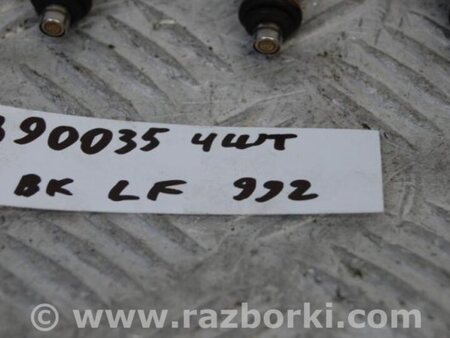 390035 4шт
BK LF 992
© www.razborki.com